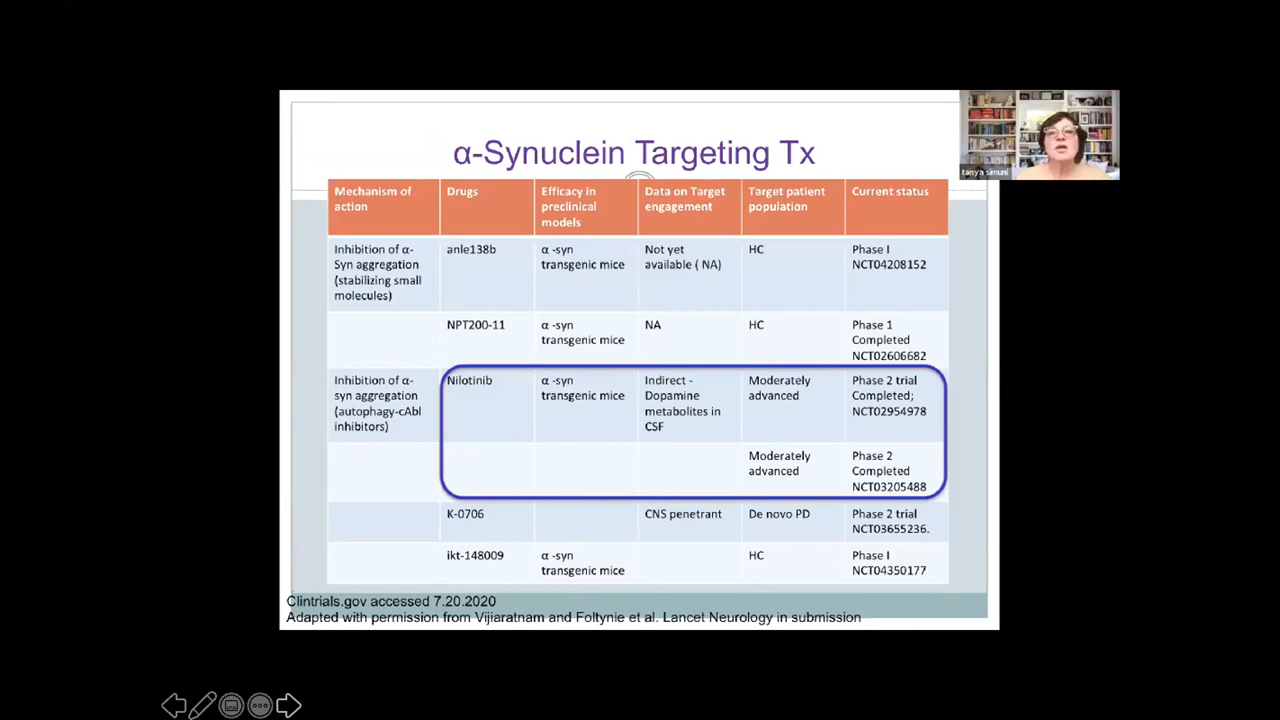 α-Synuclein Targeting Tx
tanya simuni
Mechanism of action
Drugs
Efficacy in preclinical models
Data on Target engagement
Target patient population
Current status
Inhibition of α-
Syn aggregation
(stabilizing small
molecules)
anle138b
α -syn
transgenic mice
Not yet
available ( NA)
HC
Phase I
NCT04208152
NPT200-11
α -syn
transgenic mice
NA
HC
Phase 1
Completed
NCT02606682
Inhibition of α-
syn aggregation
(autophagy-cAbl
inhibitors)
Nilotinib
α -syn
transgenic mice
Indirect -
Dopamine
metabolites in
CSF
Moderately
advanced
Phase 2 trial
Completed;
NCT02954978
Moderately
advanced
Phase 2
Completed
NCT03205488
K-0706
CNS penetrant
De novo PD
Phase 2 trial
NCT03655236.
ikt-148009
α -syn
transgenic mice
HC
Phase I
NCT04350177
Clintrials.gov accessed 7.20.2020
Adapted with permission from Vijiaratnam and Foltynie et al. Lancet Neurology in submission